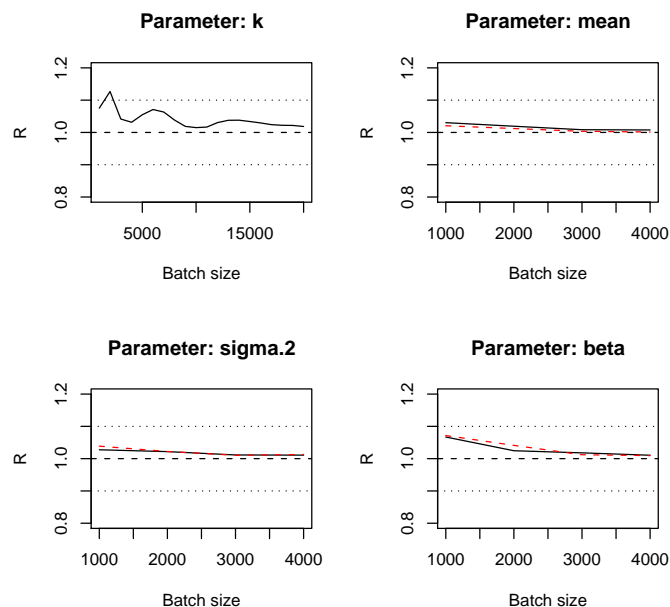 Parameter: k
R
0.8 1.0 1.2
5000 15000
Batch size
Parameter: mean
R
0.8 1.0 1.2
1000 2000 3000 4000
Batch size
Parameter: sigma.2
R
0.8 1.0 1.2
1000 2000 3000 4000
Batch size
Parameter: beta
R
0.8 1.0 1.2
1000 2000 3000 4000
Batch size